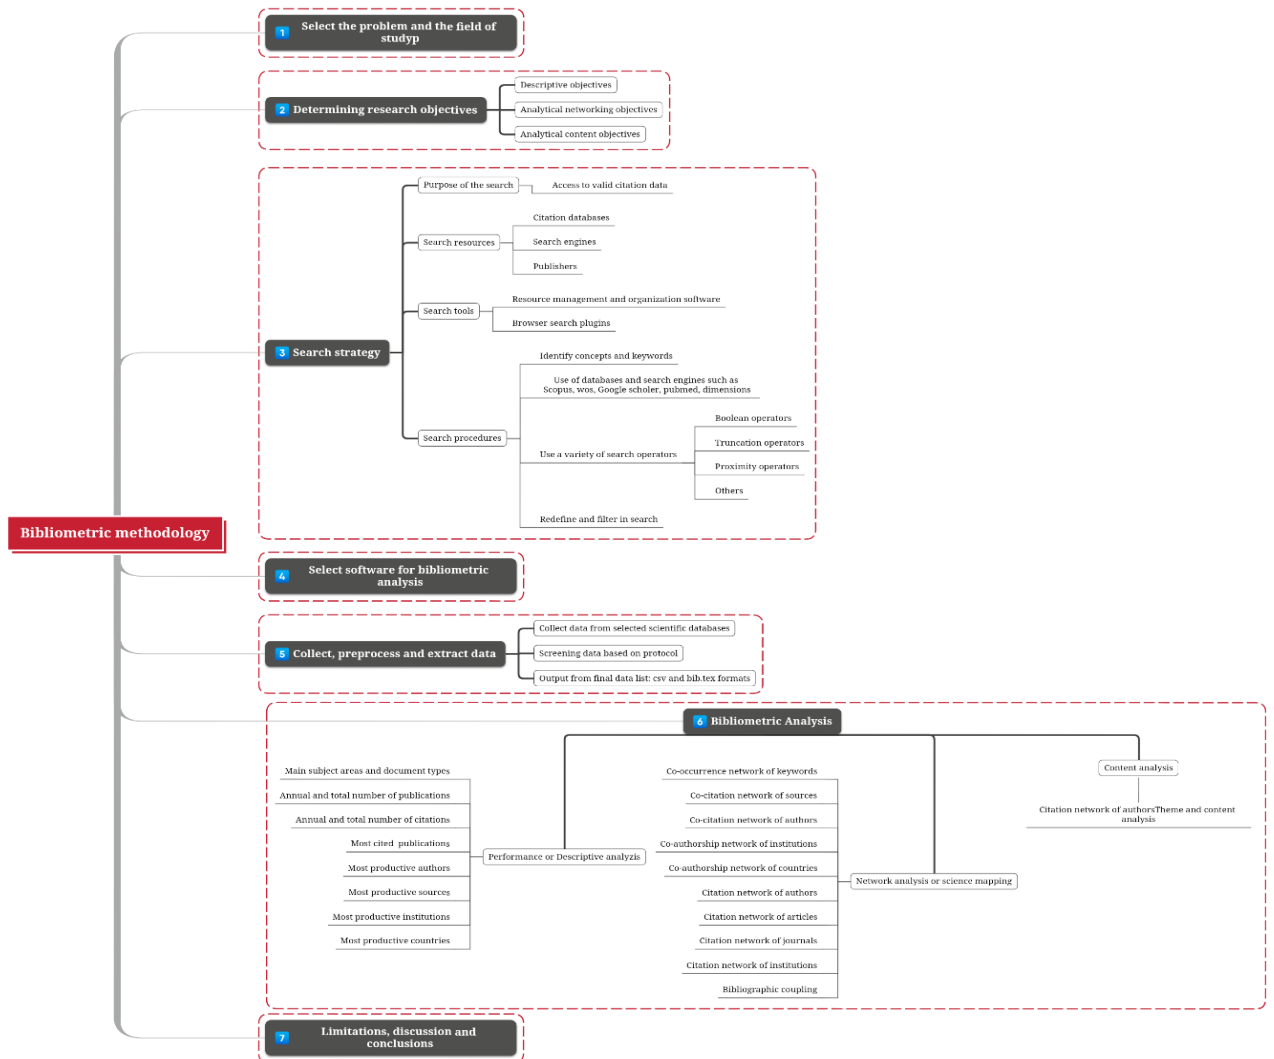 Bibliometric methodology
1
Select the problem and the field of
studyp
2 Determining research objectives
Descriptive objectives
Analytical networking objectives
Analytical content objectives
3 Search strategy
Purpose of the search
Access to valid citation data
Search resources
Citation databases
Search engines
Publishers
Search tools
Resource management and organization software
Browser search plugins
Search procedures
Identify concepts and keywords
Use of databases and search engines such as
Scopus, wos, Google scholer, pubmed, dimensions
Use a variety of search operators
Boolean operators
Truncation operators
Proximity operators
Others
Redefine and filter in search
4
Select software for bibliometric
analysis
5 Collect, preprocess and extract data
Collect data from selected scientific databases
Screening data based on protocol
Output from final data list: csv and bib.tex formats
6 Bibliometric Analysis
Performance or Descriptive analyzis
Main subject areas and document types
Annual and total number of publications
Annual and total number of citations
Most cited publications
Most productive authors
Most productive sources
Most productive institutions
Most productive countries
Network analysis or science mapping
Co-occurrence network of keywords
Co-citation network of sources
Co-citation network of authors
Co-authorship network of institutions
Co-authorship network of countries
Citation network of authors
Citation network of articles
Citation network of journals
Citation network of institutions
Bibliographic coupling
Content analysis
Citation network of authorsTheme and content
analysis
7
Limitations, discussion and
conclusions